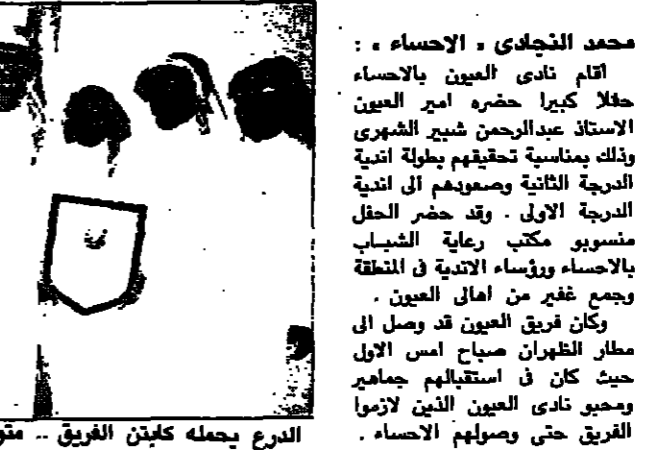 محمد النجادى « الاحساء » :
اقام نادى العيون بالاحساء
حفلا كبيرا حضره امير العيون
الاستاذ عبدالرحمن شبير الشهرى
وذلك بمناسبة تحقيقهم بطولة اندية
الدرجة الثانية وصعودهم الى اندية
الدرجة الاولى . وقد حضر الحفل
منسوبو مكتب رعاية الشباب
بالاحساء ورؤساء الاندية فى المنطقة
وجمع غفير من اهالى العيون .
وكان فريق العيون قد وصل الى
مطار الظهران صباح امس الاول
حيث كان فى استقبالهم جماهير
ومحبو نادى العيون الذين لازموا
الفريق حتى وصولهم الاحساء .
الدرع يحمله كابتن الفريق ..